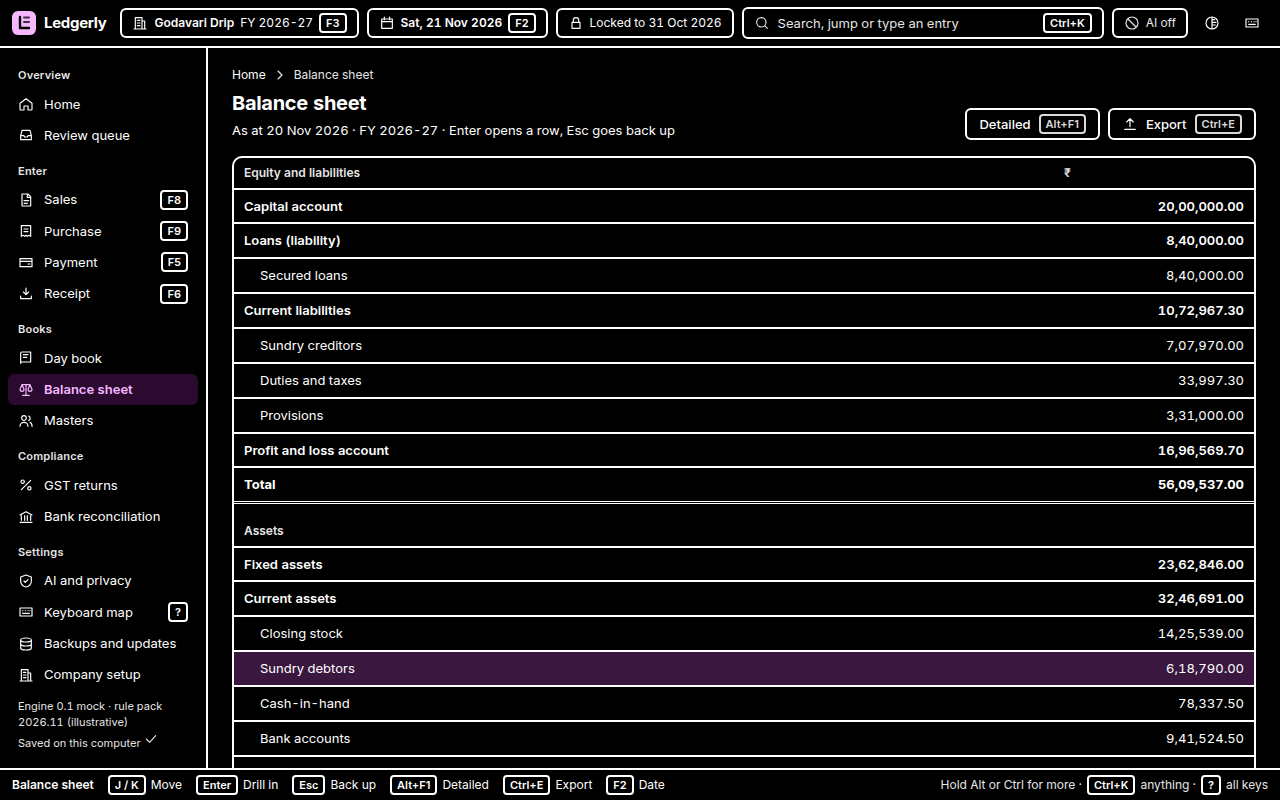 Ledgerly
Godavari Drip FY 2026-27 F3
Sat, 21 Nov 2026 F2
Locked to 31 Oct 2026
Search, jump or type an entry Ctrl+K
AI off
Overview
Home
Review queue
Enter
Sales F8
Purchase F9
Payment F5
Receipt F6
Books
Day book
Balance sheet
Masters
Compliance
GST returns
Bank reconciliation
Settings
AI and privacy
Keyboard map ?
Backups and updates
Company setup
Engine 0.1 mock · rule pack
2026.11 (illustrative)
Saved on this computer
Home > Balance sheet
Balance sheet
As at 20 Nov 2026 · FY 2026-27 · Enter opens a row, Esc goes back up
Detailed Alt+F1
Export Ctrl+E
Equity and liabilities ₹
Capital account 20,00,000.00
Loans (liability) 8,40,000.00
Secured loans 8,40,000.00
Current liabilities 10,72,967.30
Sundry creditors 7,07,970.00
Duties and taxes 33,997.30
Provisions 3,31,000.00
Profit and loss account 16,96,569.70
Total 56,09,537.00
Assets
Fixed assets 23,62,846.00
Current assets 32,46,691.00
Closing stock 14,25,539.00
Sundry debtors 6,18,790.00
Cash-in-hand 78,337.50
Bank accounts 9,41,524.50
Balance sheet J / K Move Enter Drill in Esc Back up Alt+F1 Detailed Ctrl+E Export F2 Date
Hold Alt or Ctrl for more · Ctrl+K anything · ? all keys